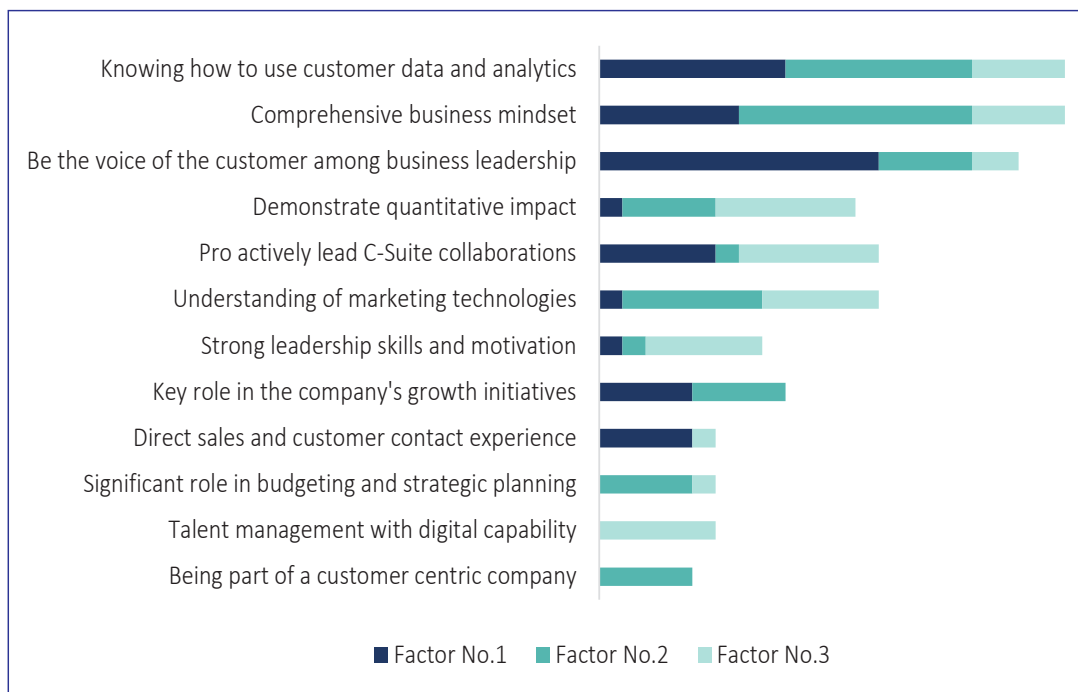 Knowing how to use customer data and analytics
Comprehensive business mindset
Be the voice of the customer among business leadership
Demonstrate quantitative impact
Pro actively lead C-Suite collaborations
Understanding of marketing technologies
Strong leadership skills and motivation
Key role in the company's growth initiatives
Direct sales and customer contact experience
Significant role in budgeting and strategic planning
Talent management with digital capability
Being part of a customer centric company
Factor No.1 Factor No.2 Factor No.3